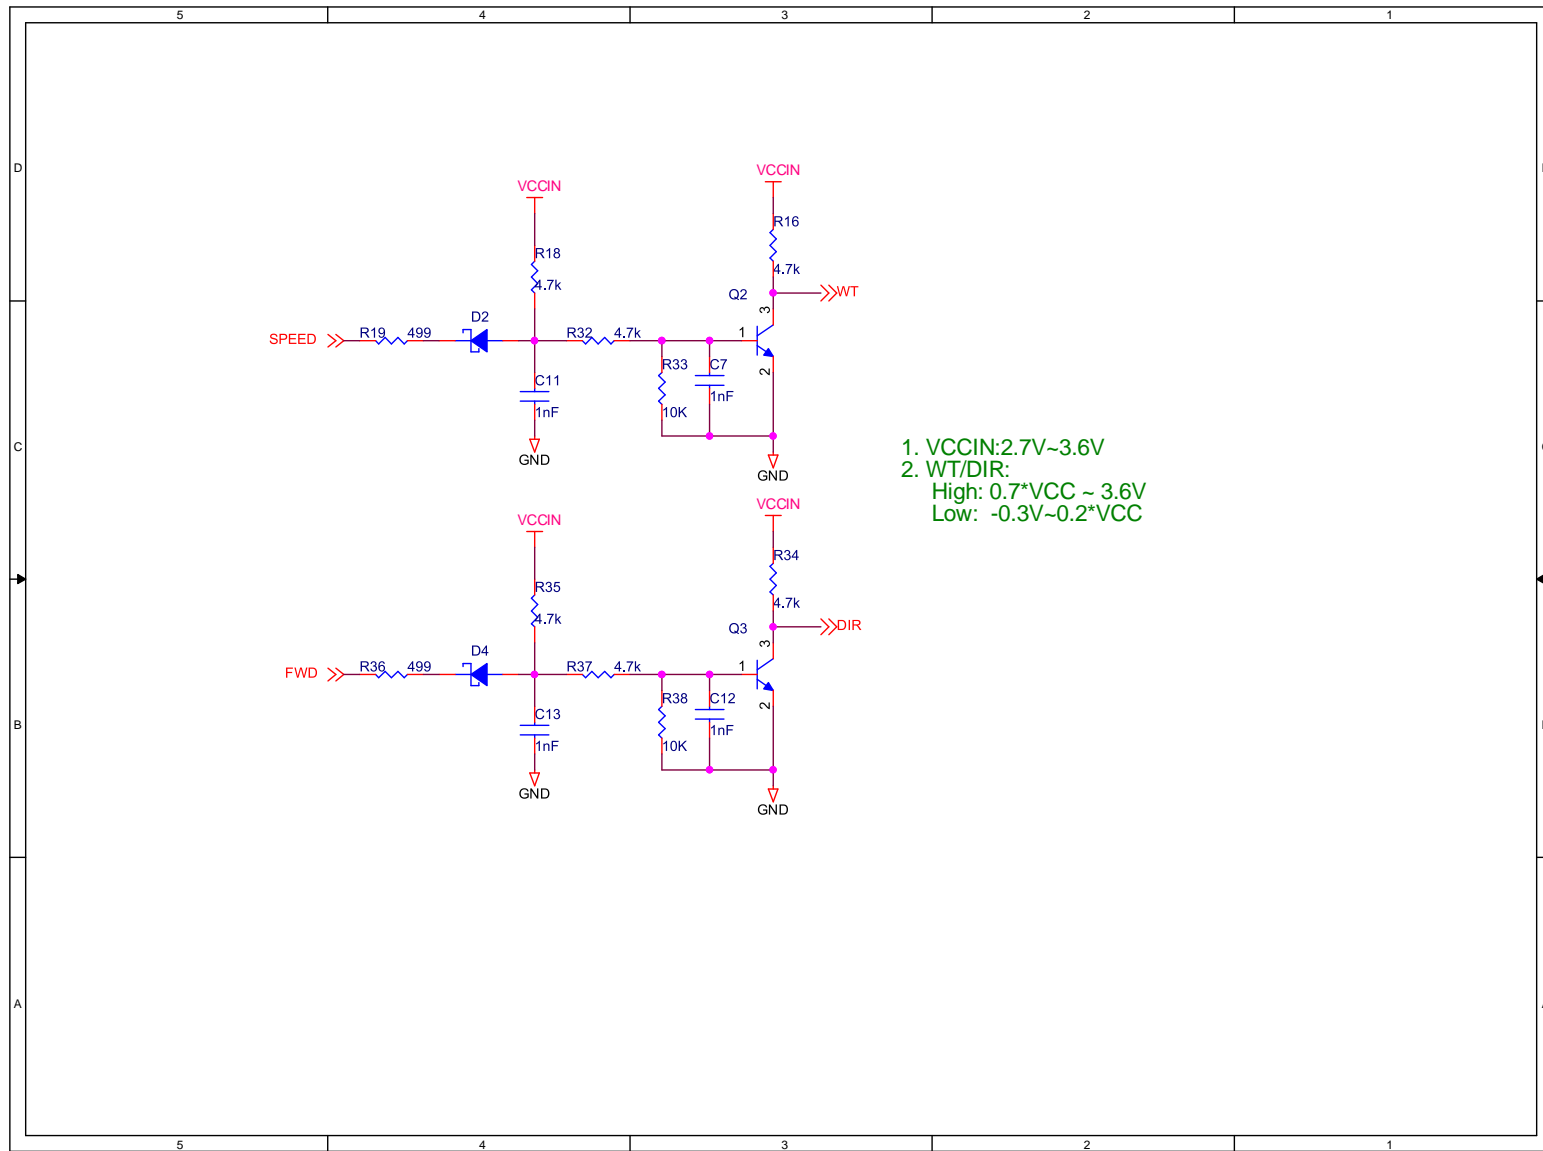 5 4 3 2 1
D
VCCIN
VCCIN
R16
4.7k
R18
4.7k
Q2
3
WT
D2
SPEED
R19 499
R32 4.7k
1
R33
C7
2
C11
1nF
10K
1nF
GND
GND
C
1. VCCIN:2.7V~3.6V
2. WT/DIR:
High: 0.7*VCC ~ 3.6V
Low: -0.3V~0.2*VCC
VCCIN
VCCIN
R34
4.7k
R35
4.7k
Q3
3
DIR
D4
FWD
R36 499
R37 4.7k
1
R38
C12
2
C13
1nF
10K
1nF
GND
GND
B
A
5 4 3 2 1